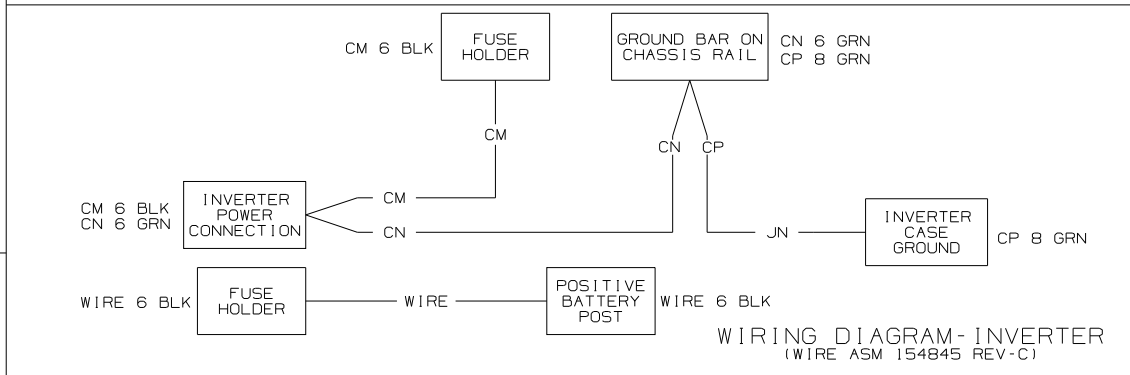 CM 6 BLK
FUSE
HOLDER
GROUND BAR ON
CHASSIS RAIL
CN 6 GRN
CP 8 GRN
CM
CN
CP
CM 6 BLK
CN 6 GRN
INVERTER
POWER
CONNECTION
CM
CN
JN
INVERTER
CASE
GROUND
CP 8 GRN
WIRE 6 BLK
FUSE
HOLDER
WIRE
POSITIVE
BATTERY
POST
WIRE 6 BLK
WIRING DIAGRAM-INVERTER
(WIRE ASM 154845 REV-C)